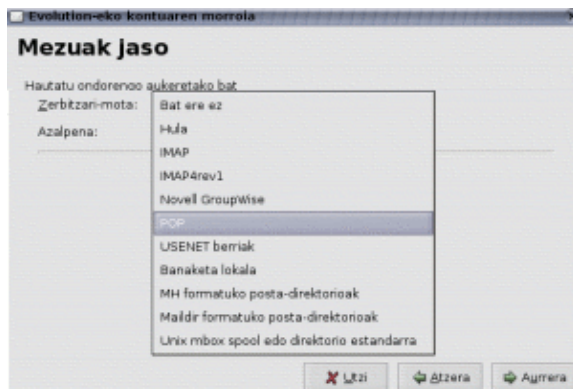 Evolution-eko kontuaren morroia
Mezuak jaso
Hautatu ondorengo aukeretako bat
Zerbitzari-mota:
Bat ere ez
Azalpena:
Hula
IMAP
IMAP4rev1
Novell GroupWise
POP
USENET berriak
Banaketa lokala
MH formatuko posta-direktorioak
Maildir formatuko posta-direktorioak
Unix mbox spool edo direktorio estandarra
Utzi
Atzera
Aurrera